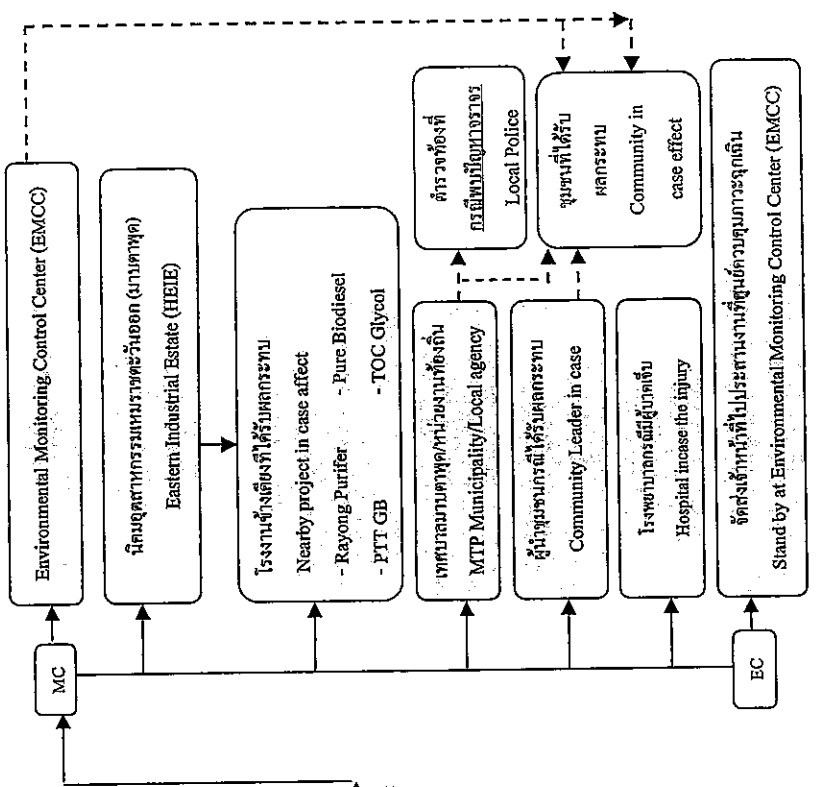 MC
Environmental Monitoring Control Center (EMCC)
นิคมอุตสาหกรรมเหมราชตะวันออก (มาบตาพุด)
Eastern Industrial Estate (HEIE)
โรงงานข้างเคียงที่ได้รับผลกระทบ
Nearby project in case affect
- Rayong Purifer - Pure Biodiesel
- PTT GB - TOC Glycol
เทศบาลมาบตาพุด/หน่วยงานท้องถิ่น
MTP Municipality/Local agency
ตำรวจท้องที่
กรณีพบปัญหาจราจร
Local Police
ผู้นำชุมชนกรณีได้รับผลกระทบ
Community Leader in case
ชุมชนที่ได้รับ
ผลกระทบ
Community in
case effect
โรงพยาบาลกรณีมีผู้บาดเจ็บ
Hospital incase the injury
EC
จัดส่งเจ้าหน้าที่ไปประสานงานที่ศูนย์ควบคุมภาวะฉุกเฉิน
Stand by at Environmental Monitoring Control Center (EMCC)